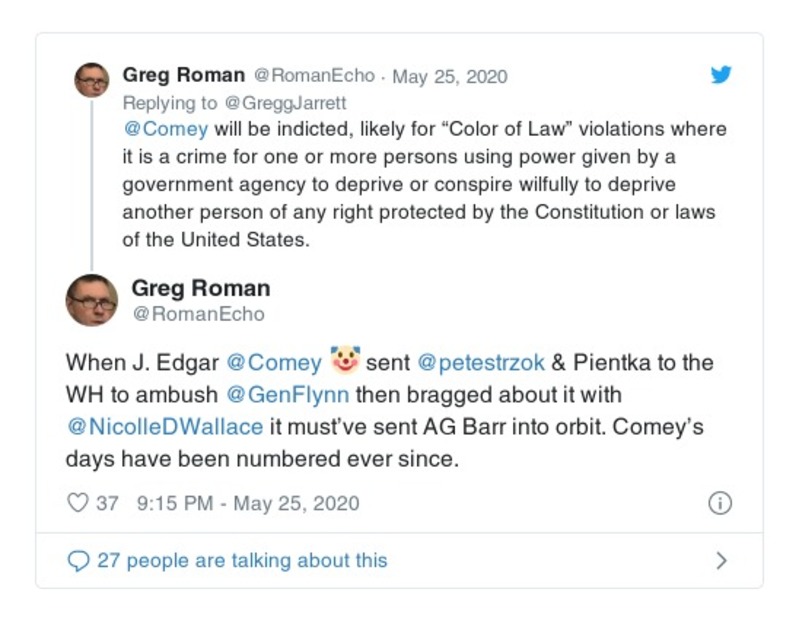 Greg Roman @RomanEcho · May 25, 2020
Replying to @GreggJarrett
@Comey will be indicted, likely for “Color of Law” violations where
it is a crime for one or more persons using power given by a
government agency to deprive or conspire wilfully to deprive
another person of any right protected by the Constitution or laws
of the United States.
Greg Roman
@RomanEcho
When J. Edgar @Comey 🤡 sent @petestrzok & Pientka to the
WH to ambush @GenFlynn then bragged about it with
@NicolleDWallace it must’ve sent AG Barr into orbit. Comey’s
days have been numbered ever since.
37 9:15 PM - May 25, 2020
27 people are talking about this